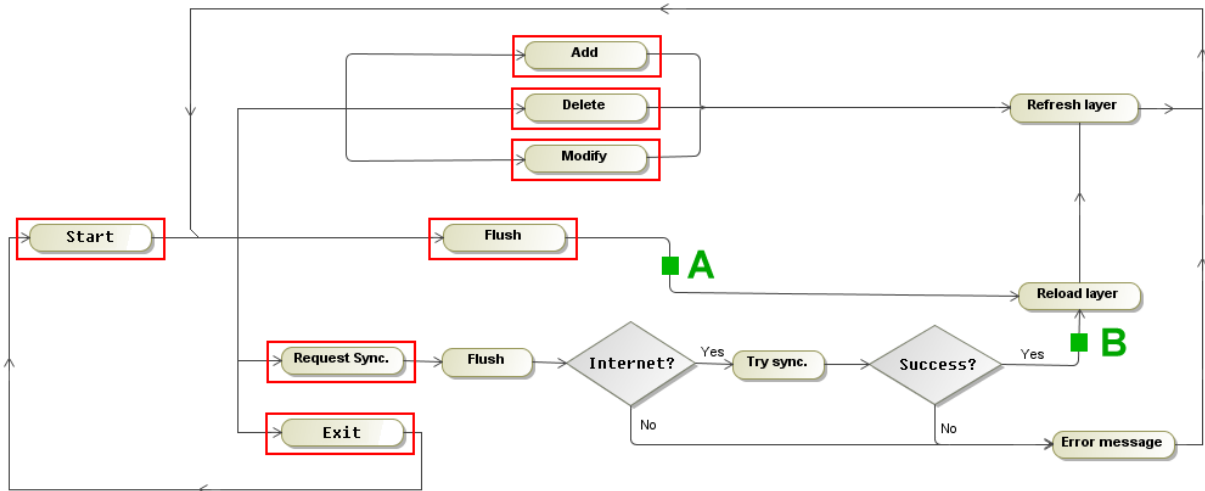 Add
Delete
Refresh layer
Modify
Start
Flush
A
Reload layer
B
Request Sync.
Flush
Internet?
Yes
Try sync.
Success?
Yes
No
No
Exit
Error message